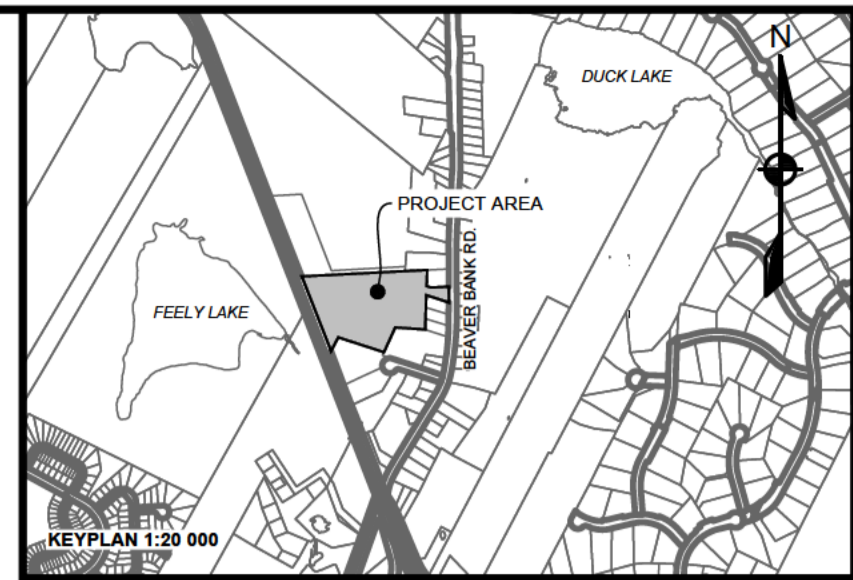 N
DUCK LAKE
PROJECT AREA
BEAVER BANK RD.
FEELY LAKE
KEYPLAN 1:20 000